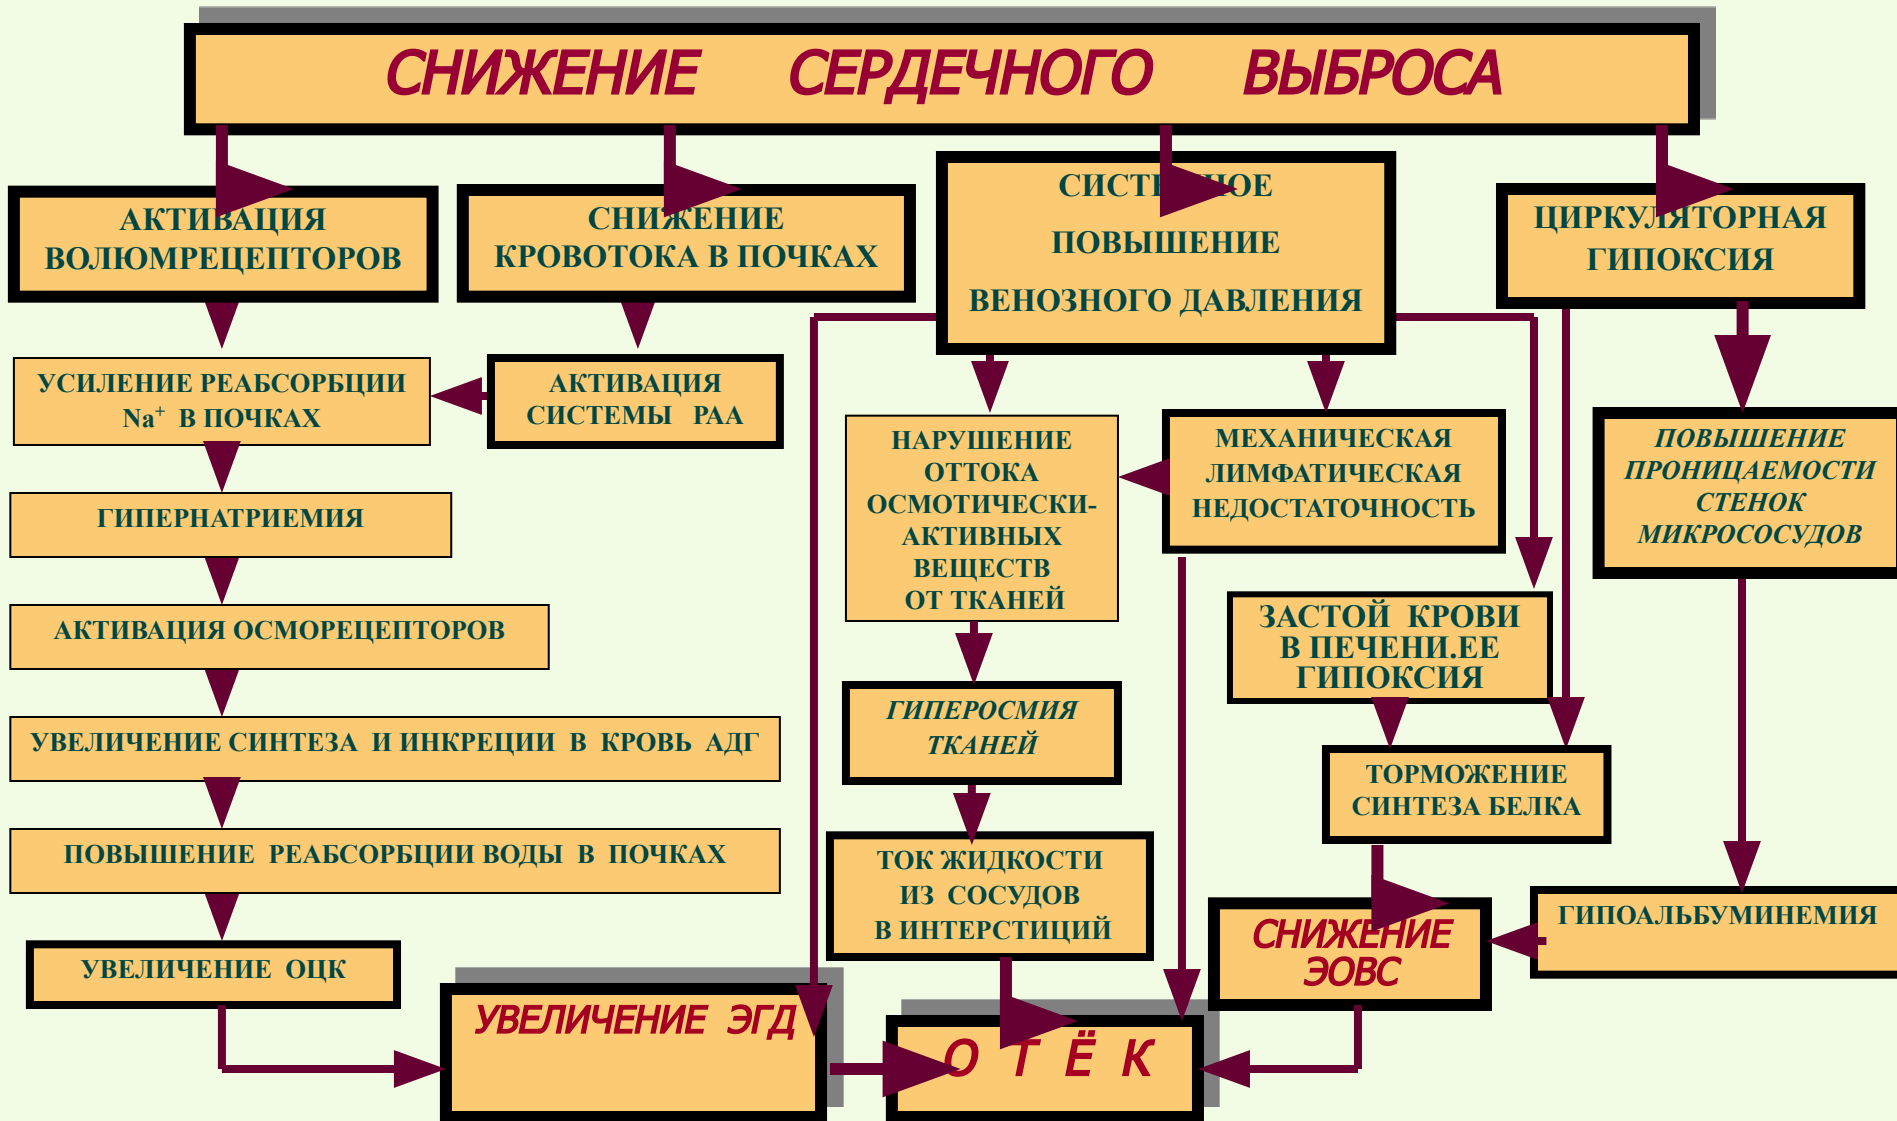 СНИЖЕНИЕ СЕРДЕЧНОГО ВЫБРОСА
АКТИВАЦИЯ
ВОЛЮМРЕЦЕПТОРОВ
СНИЖЕНИЕ
КРОВОТОКА В ПОЧКАХ
СИСТЕМНОЕ
ПОВЫШЕНИЕ
ВЕНОЗНОГО ДАВЛЕНИЯ
ЦИРКУЛЯТОРНАЯ
ГИПОКСИЯ
УСИЛЕНИЕ РЕАБСОРБЦИИ
Na⁺ В ПОЧКАХ
АКТИВАЦИЯ
СИСТЕМЫ РАА
НАРУШЕНИЕ
ОТТОКА
ОСМОТИЧЕСКИ-
АКТИВНЫХ
ВЕЩЕСТВ
ОТ ТКАНЕЙ
МЕХАНИЧЕСКАЯ
ЛИМФАТИЧЕСКАЯ
НЕДОСТАТОЧНОСТЬ
ПОВЫШЕНИЕ
ПРОНИЦАЕМОСТИ
СТЕНОК
МИКРОСОСУДОВ
ГИПЕРНАТРИЕМИЯ
АКТИВАЦИЯ ОСМОРЕЦЕПТОРОВ
ЗАСТОЙ КРОВИ
В ПЕЧЕНИ.ЕЕ
ГИПОКСИЯ
ГИПЕРОСМИЯ
ТКАНЕЙ
УВЕЛИЧЕНИЕ СИНТЕЗА И ИНКРЕЦИИ В КРОВЬ АДГ
ТОРМОЖЕНИЕ
СИНТЕЗА БЕЛКА
ПОВЫШЕНИЕ РЕАБСОРБЦИИ ВОДЫ В ПОЧКАХ
ТОК ЖИДКОСТИ
ИЗ СОСУДОВ
В ИНТЕРСТИЦИЙ
ГИПОАЛЬБУМИНЕМИЯ
СНИЖЕНИЕ
ЭОВС
УВЕЛИЧЕНИЕ ОЦК
УВЕЛИЧЕНИЕ ЭГД
О Т Ё К